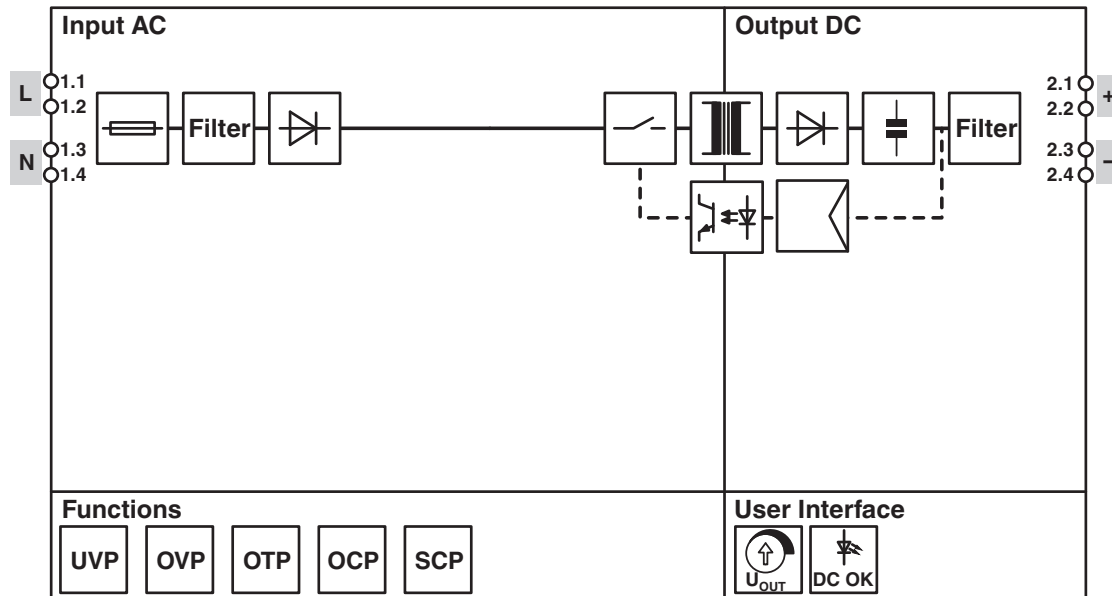 Input AC
Output DC
L
1.1
1.2
N
1.3
1.4
Filter
Filter
2.1
2.2
+
2.3
2.4
–
Functions
UVP
OVP
OTP
OCP
SCP
User Interface
UOUT
DC OK